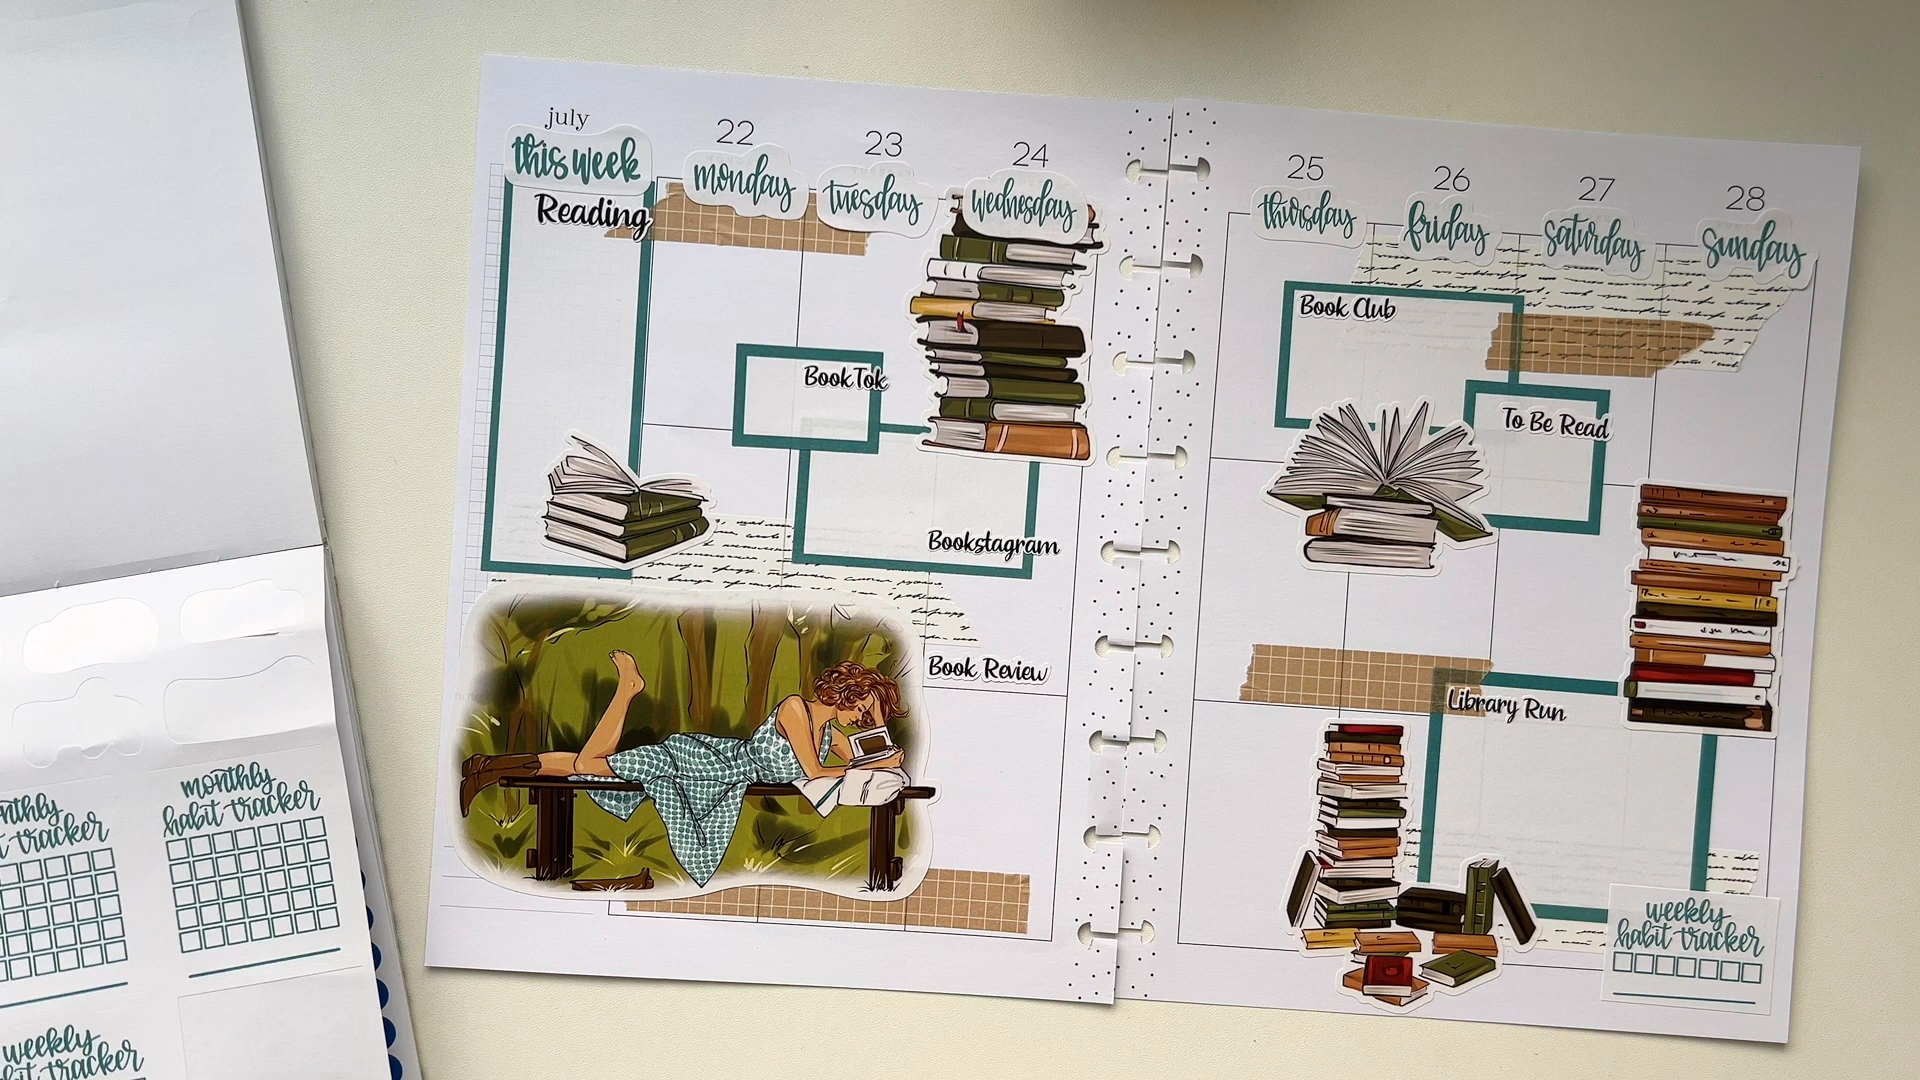 july
this week
Reading
22
monday
23
tuesday
24
wednesday
BookTok
Bookstagram
Book Review
25
thursday
26
friday
27
saturday
28
sunday
Book Club
To Be Read
Library Run
weekly
habit tracker
monthly
habit tracker
tracker
weekly
habit tracker